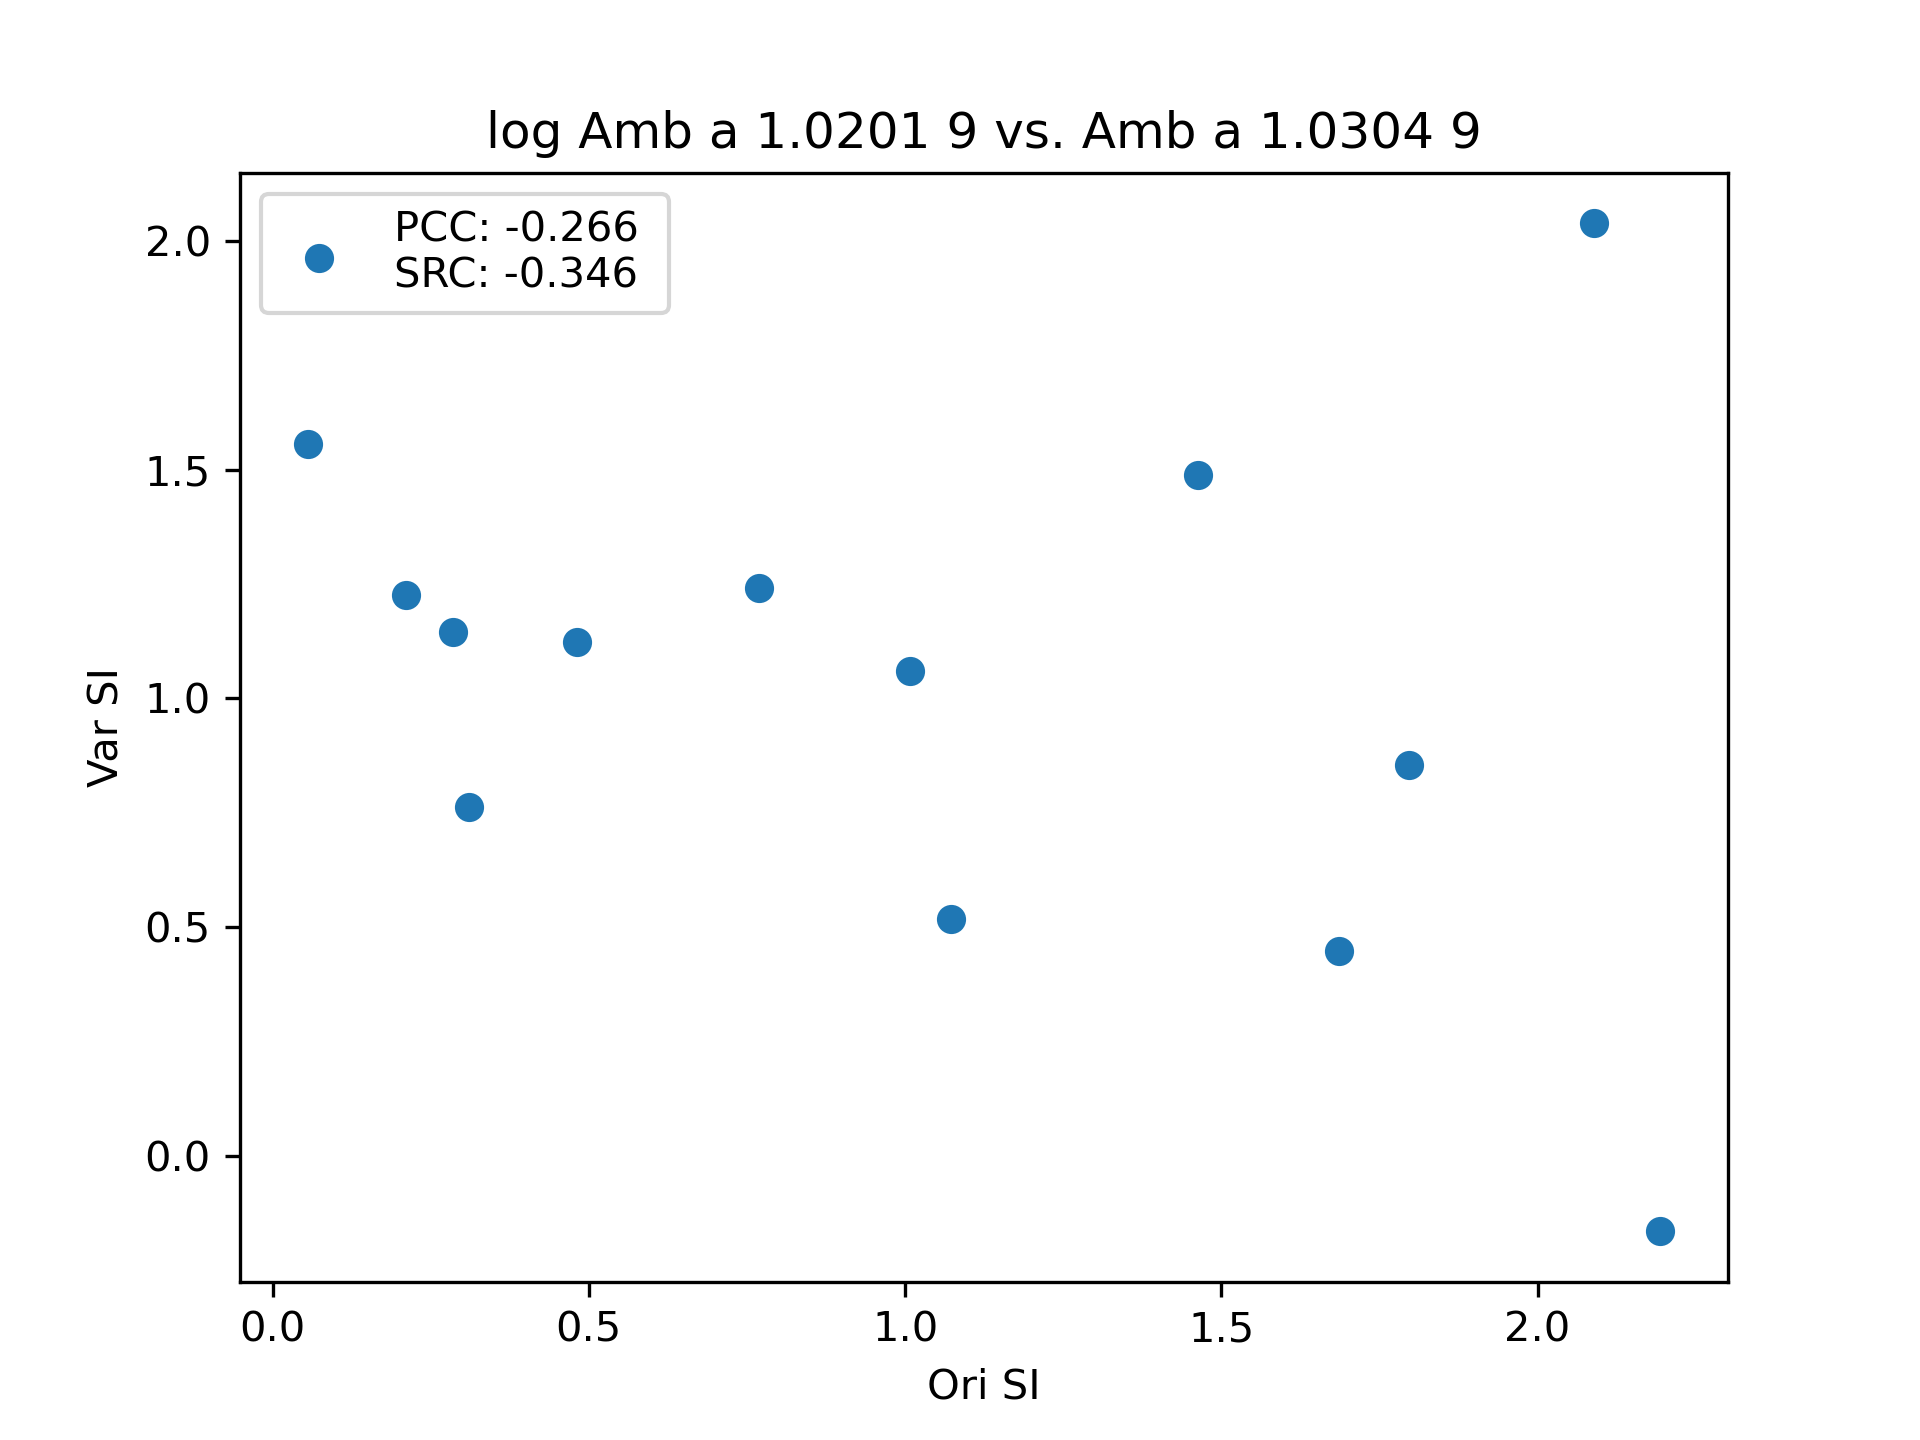 log Amb a 1.0201 9 vs. Amb a 1.0304 9
PCC: -0.266
SRC: -0.346
2.0
1.5
1.0
0.5
0.0
Var SI
0.0 0.5 1.0 1.5 2.0
Ori SI